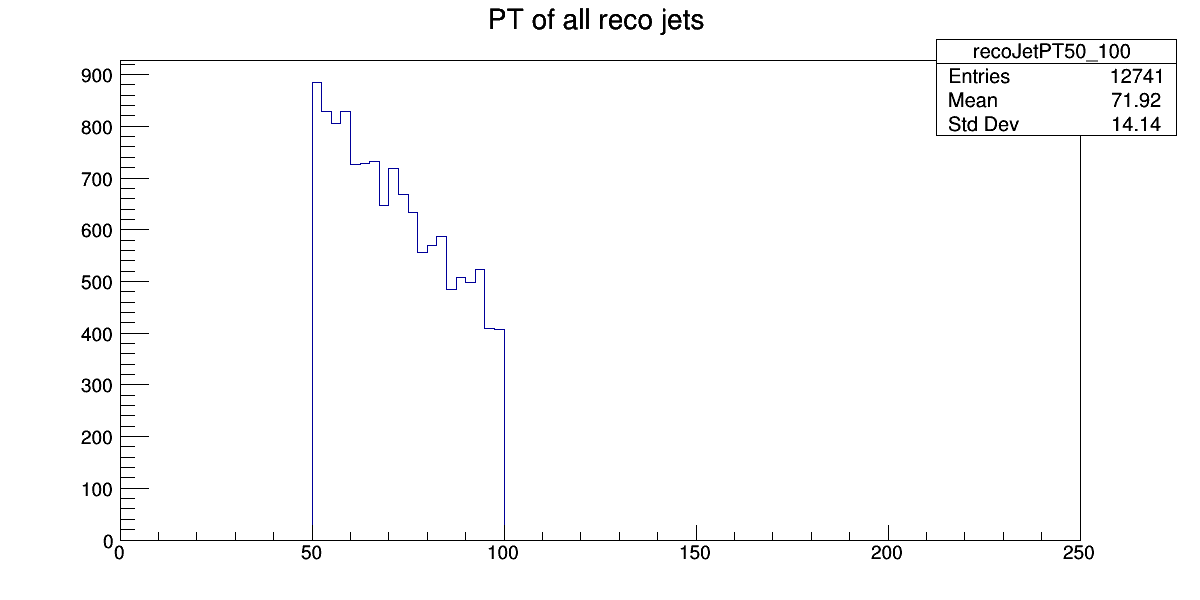 PT of all reco jets
recoJetPT50_100
Entries 12741
Mean 71.92
Std Dev 14.14
900
800
700
600
500
400
300
200
100
0
0 50 100 150 200 250